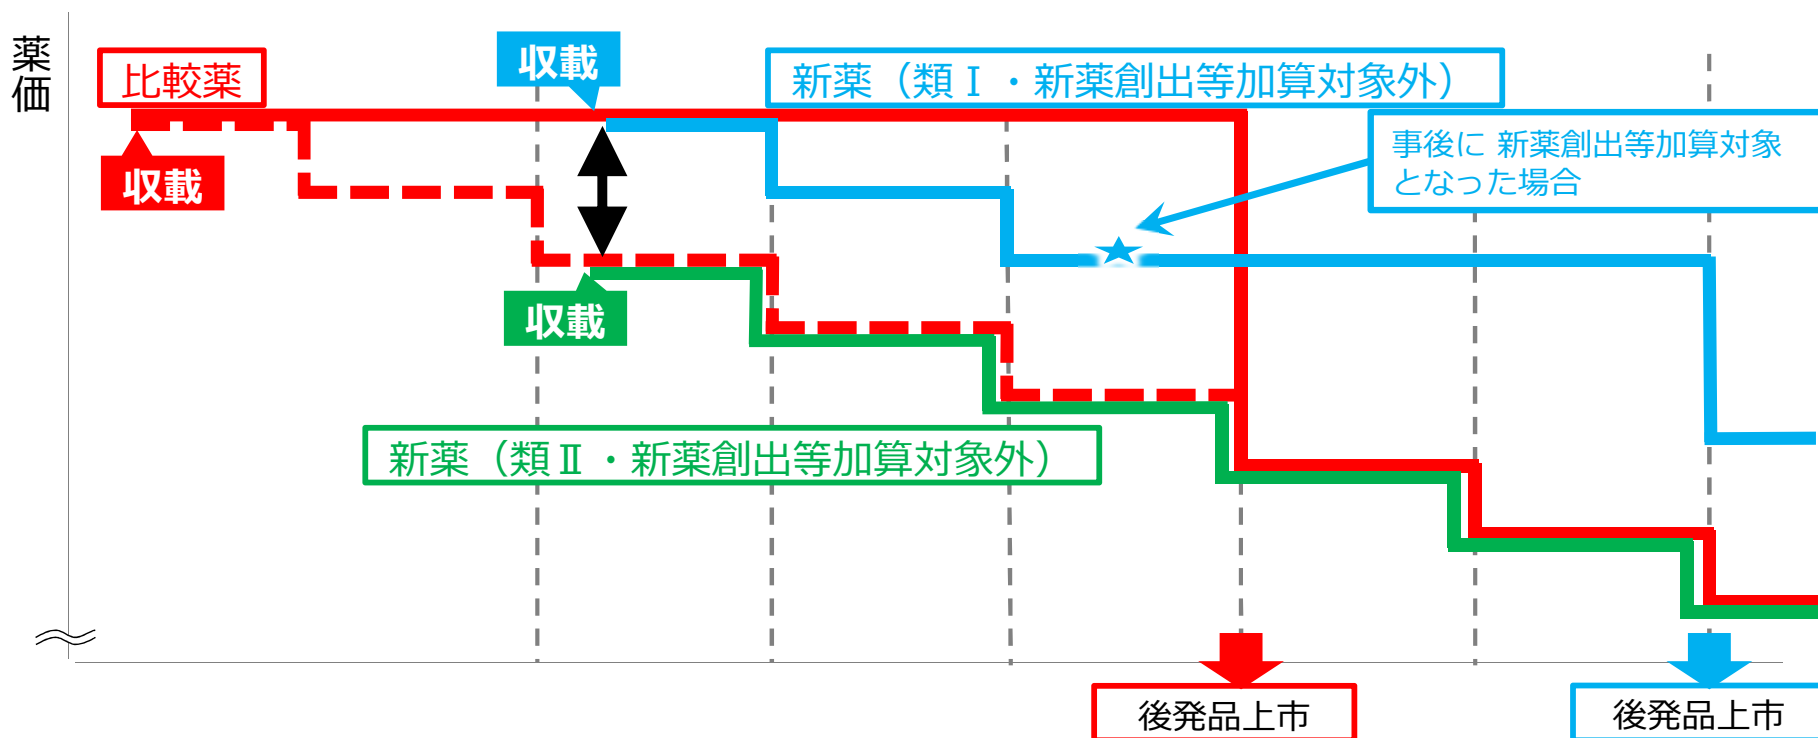 薬価
比較薬
収載
収載
新薬（類Ⅰ・新薬創出等加算対象外）
事後に 新薬創出等加算対象
となった場合
収載
新薬（類Ⅱ・新薬創出等加算対象外）
後発品上市
後発品上市